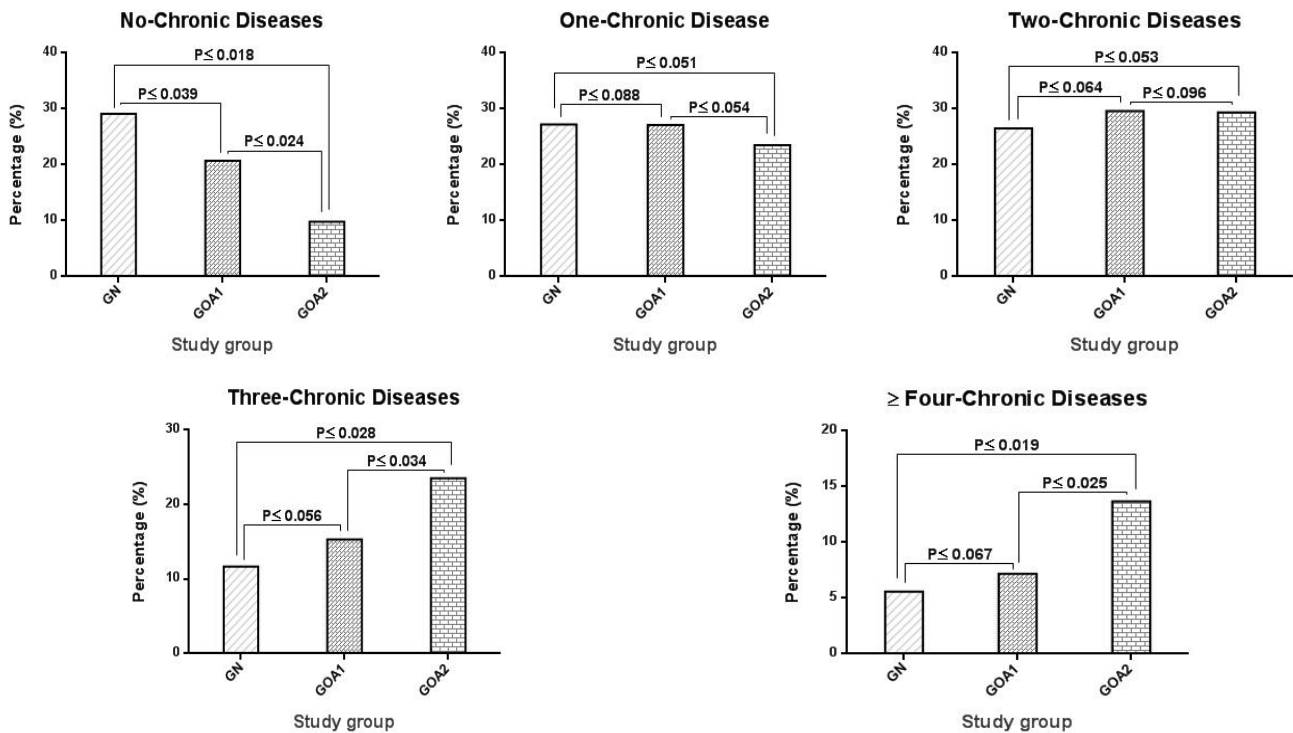 No-Chronic Diseases
40
30
20
10
0
Percentage (%)
P≤ 0.018
P≤ 0.039
P≤ 0.024
GN
GOA1
GOA2
Study group
One-Chronic Disease
40
30
20
10
0
Percentage (%)
P≤ 0.051
P≤ 0.088
P≤ 0.054
GN
GOA1
GOA2
Study group
Two-Chronic Diseases
40
30
20
10
0
Percentage (%)
P≤ 0.053
P≤ 0.064
P≤ 0.096
GN
GOA1
GOA2
Study group
Three-Chronic Diseases
30
20
10
0
Percentage (%)
P≤ 0.028
P≤ 0.034
P≤ 0.056
GN
GOA1
GOA2
Study group
≥ Four-Chronic Diseases
20
15
10
5
0
Percentage (%)
P≤ 0.019
P≤ 0.025
P≤ 0.067
GN
GOA1
GOA2
Study group